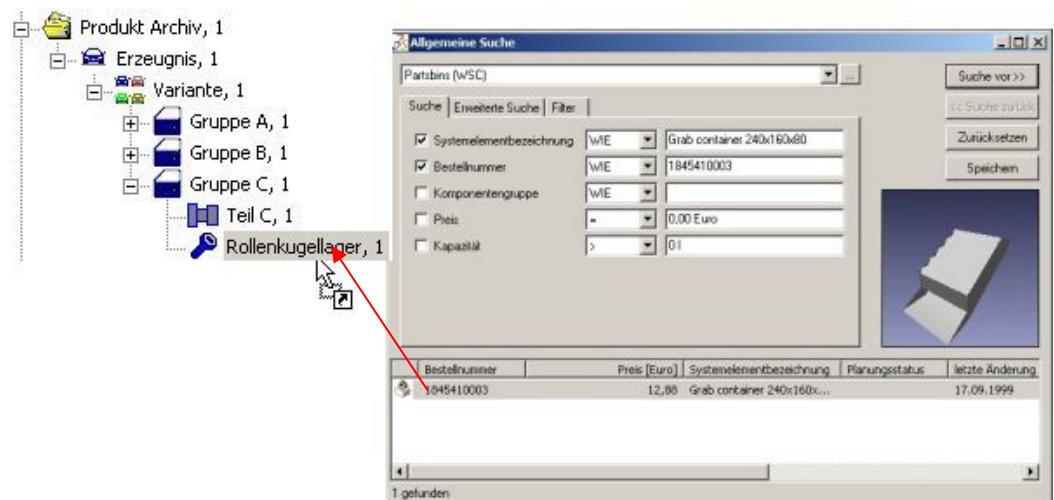 Produkt Archiv, 1
Erzeugnis, 1
Variante, 1
Gruppe A, 1
Gruppe B, 1
Gruppe C, 1
Teil C, 1
Rollenkugellager, 1
Allgemeine Suche
Partsbins (WSC) ...
Suche vor >>
Suche Erweiterte Suche Filter
<< Suche zurück
Systemelementbezeichnung WIE Grab container 240x160x80
Zurücksetzen
Bestellnummer WIE 1845410003
Speichern
Komponentengruppe WIE
Preis = 0,00 Euro
Kapazität > 0 l
Bestellnummer Preis [Euro] Systemelementbezeichnung Planungsstatus letzte Änderung
1845410003 12,88 Grab container 240x160x... 17.09.1999
1 gefunden